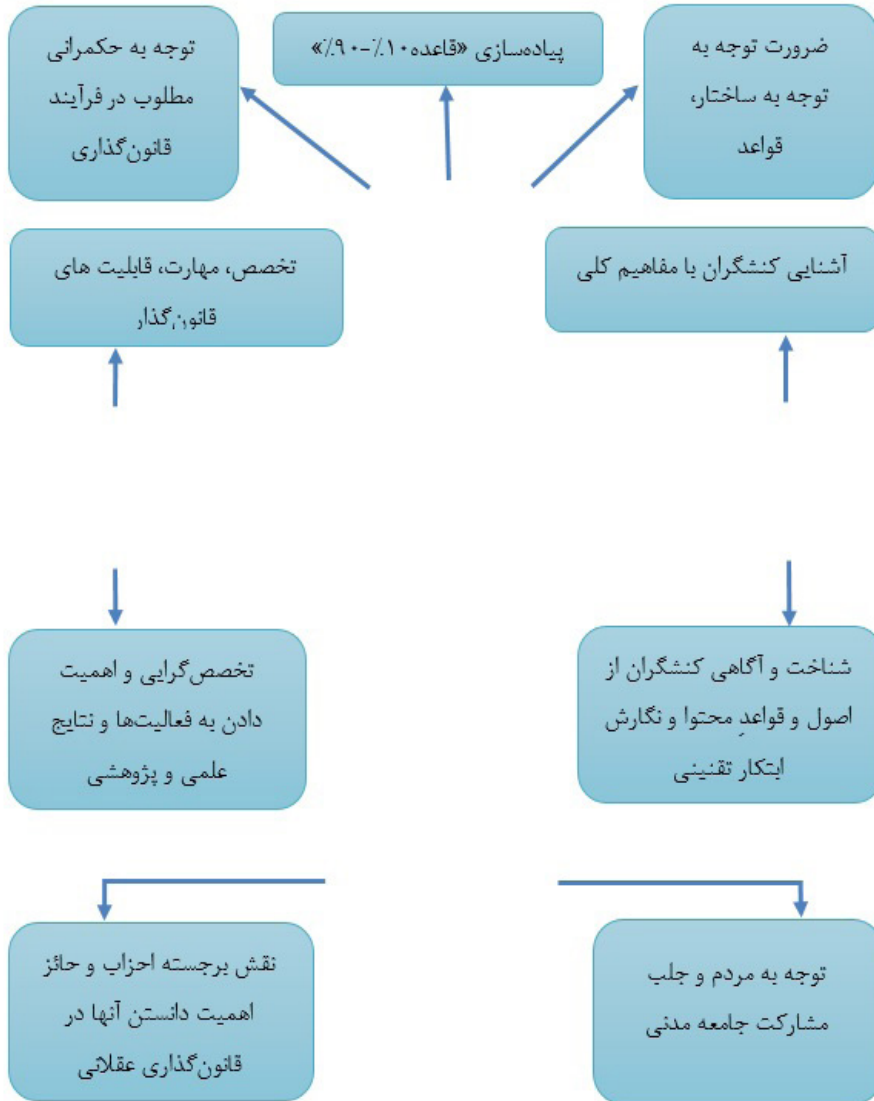 ضرورت توجه به
توجه به ساختار،
قواعد
پیاده‌سازی «قاعده۱۰٪-۹۰٪»
توجه به حکمرانی
مطلوب در فرآیند
قانون‌گذاری
آشنایی کنشگران با مفاهیم کلی
تخصص، مهارت، قابلیت های
قانون‌گذار
شناخت و آگاهی کنشگران از
اصول و قواعدِ محتوا و نگارش
ابتکار تقنینی
تخصص‌گرایی و اهمیت
دادن به فعالیت‌ها و نتایج
علمی و پژوهشی
توجه به مردم و جلب
مشارکت جامعه مدنی
نقش برجسته احزاب و حائز
اهمیت دانستن آنها در
قانون‌گذاری عقلانی